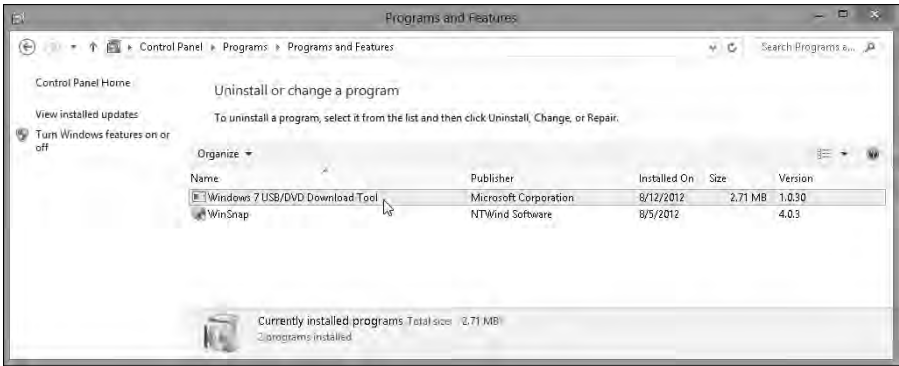 Programs and Features
Control Panel Programs Programs and Features
Search Programs a...
Control Panel Home
View installed updates
Turn Windows features on or
off
Uninstall or change a program
To uninstall a program, select it from the list and then click Uninstall, Change, or Repair.
Organize
Name Publisher Installed On Size Version
Windows 7 USB/DVD Download Tool Microsoft Corporation 8/12/2012 2.71 MB 1.0.30
WinSnap NTWind Software 8/5/2012 4.0.3
Currently installed programs Total size: 2.71 MB
2 programs installed